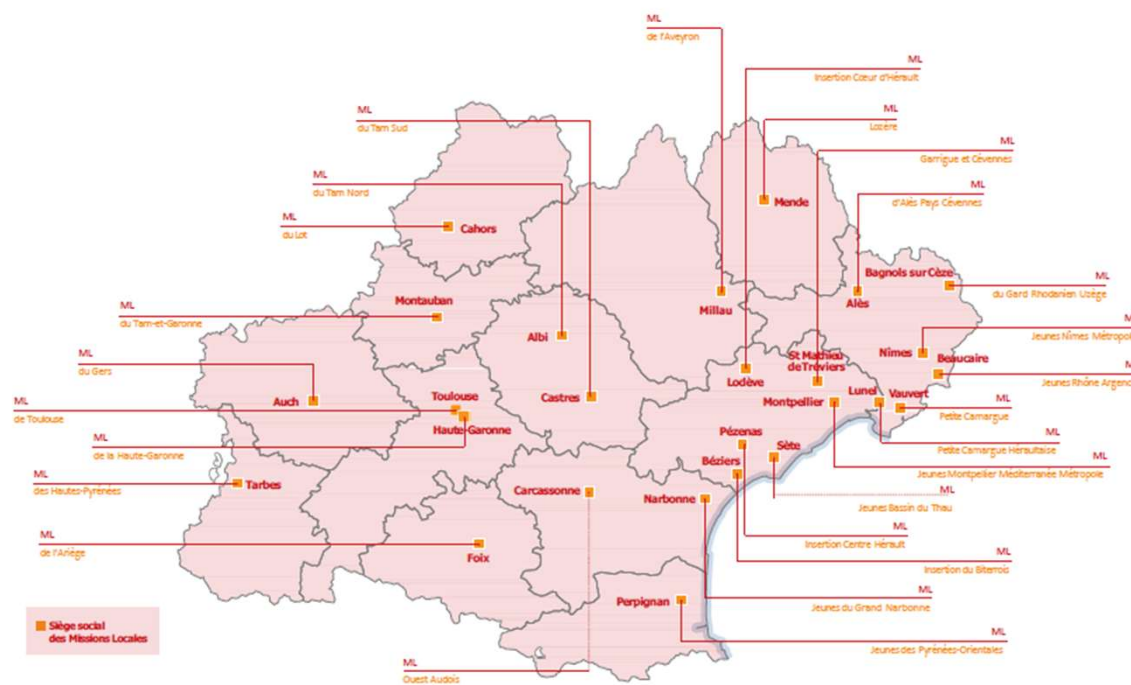 ML
de l'Aveyron
ML
Insertion Cœur d'Hérault
ML
du Tam Sud
ML
Lozère
ML
Garrigue et Cévennes
ML
du Tam Nord
ML
d'Alès Pays Cévennes
ML
du Lot
Mende
Cahors
Bagnols sur Cèze
ML
du Gard Rhodanien Uzège
Alès
ML
du Tam-et-Garonne
Montauban
Millau
Albi
Nimes
ML
Jeunes Nîmes Métropole
ML
du Gers
St Mathieu
de Tréviers
Beaucaire
Lodève
Jeunes Rhône Argence
Auch
Toulouse
Castres
Montpellier
Lunel
Vauvert
ML
de Toulouse
Haute-Garonne
ML
Petite Camargue
ML
de la Haute-Garonne
Pézenas
Sète
ML
Petite Camargue Héraultaise
Béziers
ML
Jeunes Montpellier Méditerranée Métropole
ML
des Hautes-Pyrénées
Tarbes
Carcassonne
Narbonne
ML
Jeunes Bassin du Thau
ML
de l'Ariège
Foix
ML
Insertion Centre Hérault
ML
Insertion du Biterrois
Perpignan
ML
Jeunes du Grand Narbonne
Siège social
des Missions Locales
ML
Jeunes des Pyrénées-Orientales
ML
Ouest Audois